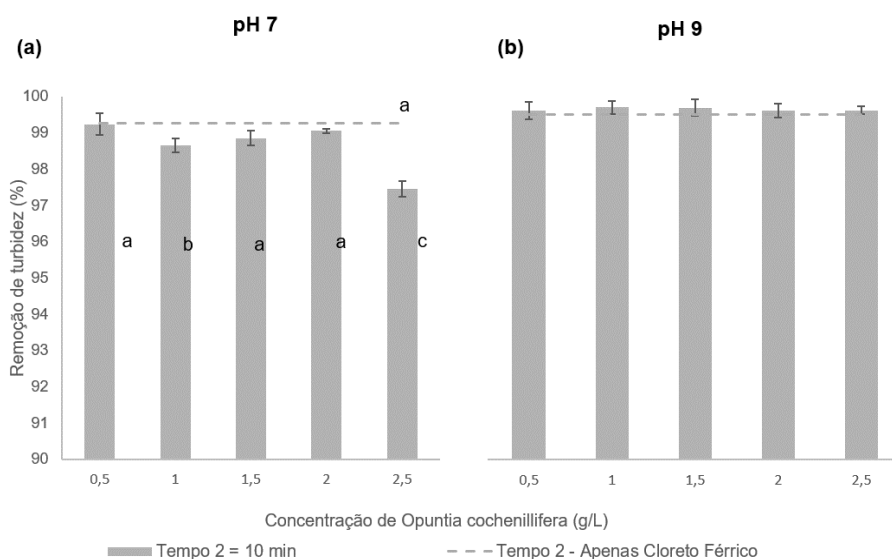 pH 7
(a)
pH 9
(b)
Remoção de turbidez (%)
100
99
98
97
96
95
94
93
92
91
90
a
a
b
a
a
c
0,5
1
1,5
2
2,5
0,5
1
1,5
2
2,5
Concentração de Opuntia cochenillifera (g/L)
Tempo 2 = 10 min
Tempo 2 - Apenas Cloreto Férrico